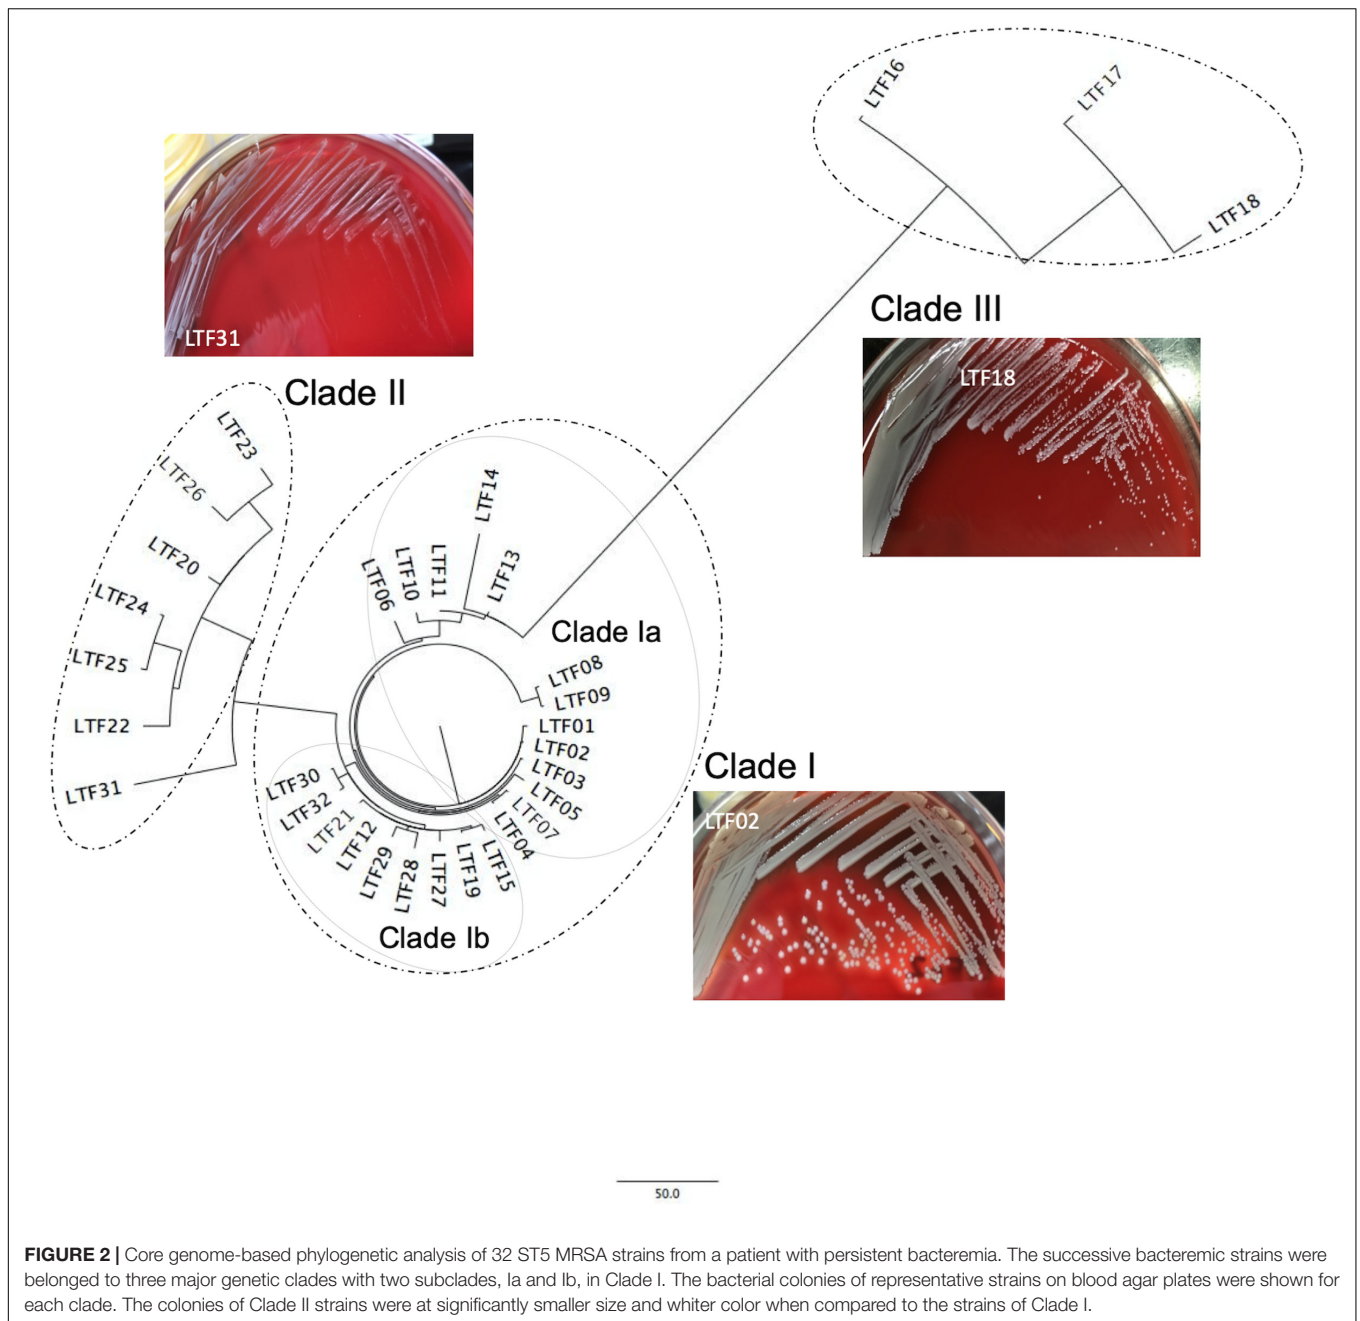 LTF16
LTF17
LTF18
Clade III
LTF18
LTF31
Clade II
LTF23
LTF26
LTF20
LTF24
LTF25
LTF22
LTF31
LTF14
LTF13
LTF11
LTF10
LTF06
Clade Ia
LTF08
LTF09
LTF01
LTF02
LTF03
LTF05
LTF07
LTF04
LTF15
LTF19
LTF27
LTF28
LTF29
LTF12
LTF21
LTF32
LTF30
Clade Ib
Clade I
LTF02
50.0
FIGURE 2 | Core genome-based phylogenetic analysis of 32 ST5 MRSA strains from a patient with persistent bacteremia. The successive bacteremic strains were
belonged to three major genetic clades with two subclades, Ia and Ib, in Clade I. The bacterial colonies of representative strains on blood agar plates were shown for
each clade. The colonies of Clade II strains were at significantly smaller size and whiter color when compared to the strains of Clade I.